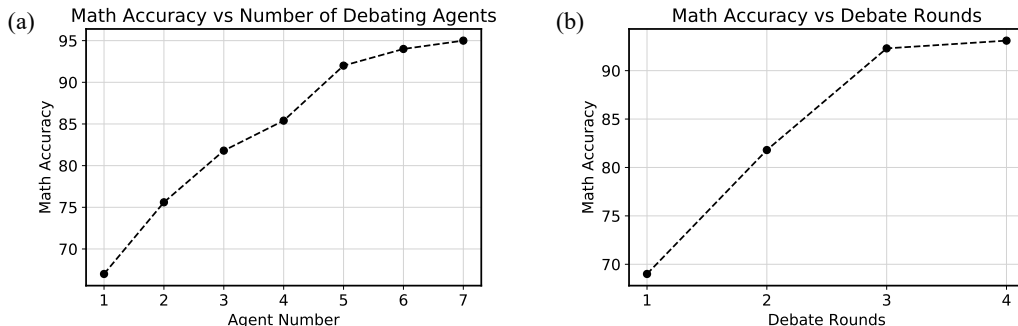 (a)
Math Accuracy vs Number of Debating Agents
Math Accuracy
95
90
85
80
75
70
1 2 3 4 5 6 7
Agent Number
(b)
Math Accuracy vs Debate Rounds
Math Accuracy
90
85
80
75
70
1 2 3 4
Debate Rounds